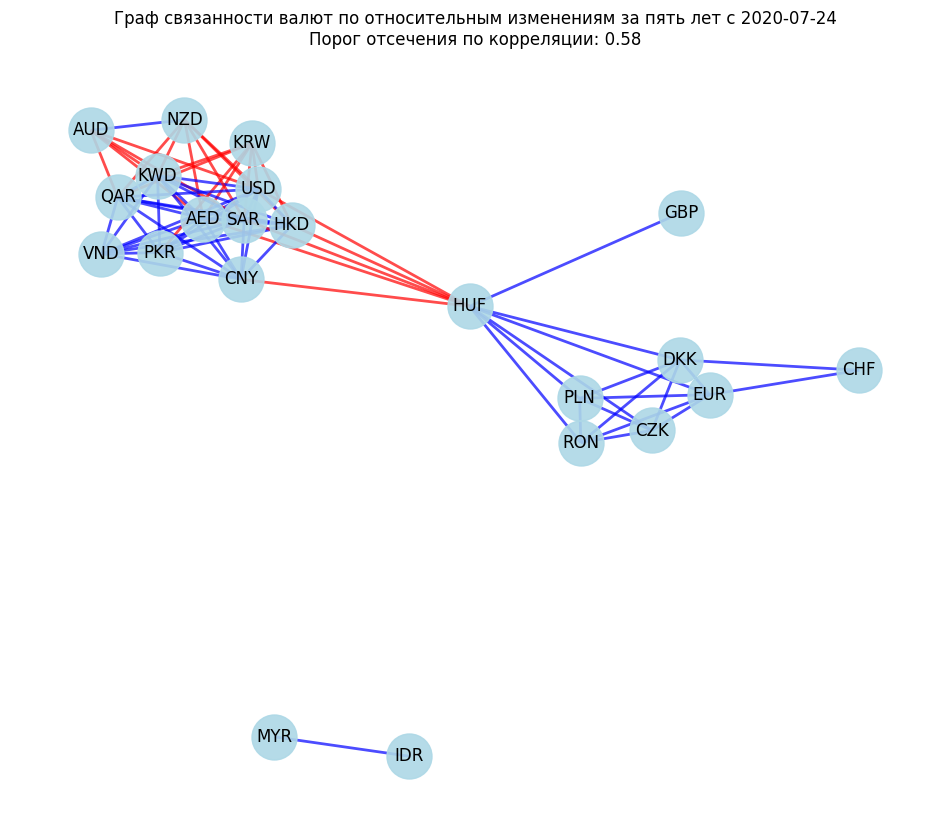 Граф связанности валют по относительным изменениям за пять лет с 2020-07-24
Порог отсечения по корреляции: 0.58
NZD
AUD
KRW
KWD
USD
QAR
AED
SAR
HKD
VND
PKR
CNY
GBP
HUF
DKK
CHF
EUR
PLN
CZK
RON
MYR
IDR